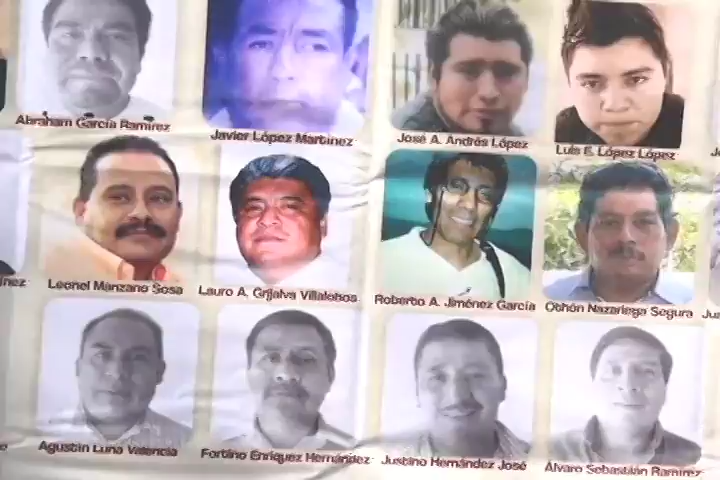 Abraham García Ramírez
Javier López Martínez
José A. Andrés López
Luis E. López López
Leonel Manzano Sosa
Lauro A. Grijalva Villalobos
Roberto A. Jiménez García
Othón Nazariega Segura
Agustín Luna Valencia
Fortino Enríquez Hernández
Justino Hernández José
Álvaro Sebastián Ramírez